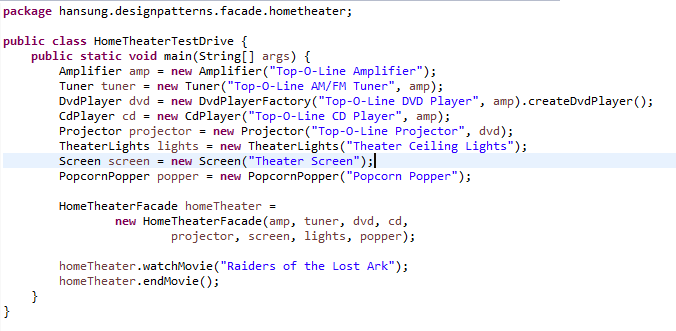 package hansung.designpatterns.facade.hometheater;
public class HomeTheaterTestDrive {
public static void main(String[] args) {
Amplifier amp = new Amplifier("Top-O-Line Amplifier");
Tuner tuner = new Tuner("Top-O-Line AM/FM Tuner", amp);
DvdPlayer dvd = new DvdPlayerFactory("Top-O-Line DVD Player", amp).createDvdPlayer();
CdPlayer cd = new CdPlayer("Top-O-Line CD Player", amp);
Projector projector = new Projector("Top-O-Line Projector", dvd);
TheaterLights lights = new TheaterLights("Theater Ceiling Lights");
Screen screen = new Screen("Theater Screen");
PopcornPopper popper = new PopcornPopper("Popcorn Popper");
HomeTheaterFacade homeTheater =
new HomeTheaterFacade(amp, tuner, dvd, cd,
projector, screen, lights, popper);
homeTheater.watchMovie("Raiders of the Lost Ark");
homeTheater.endMovie();
}
}